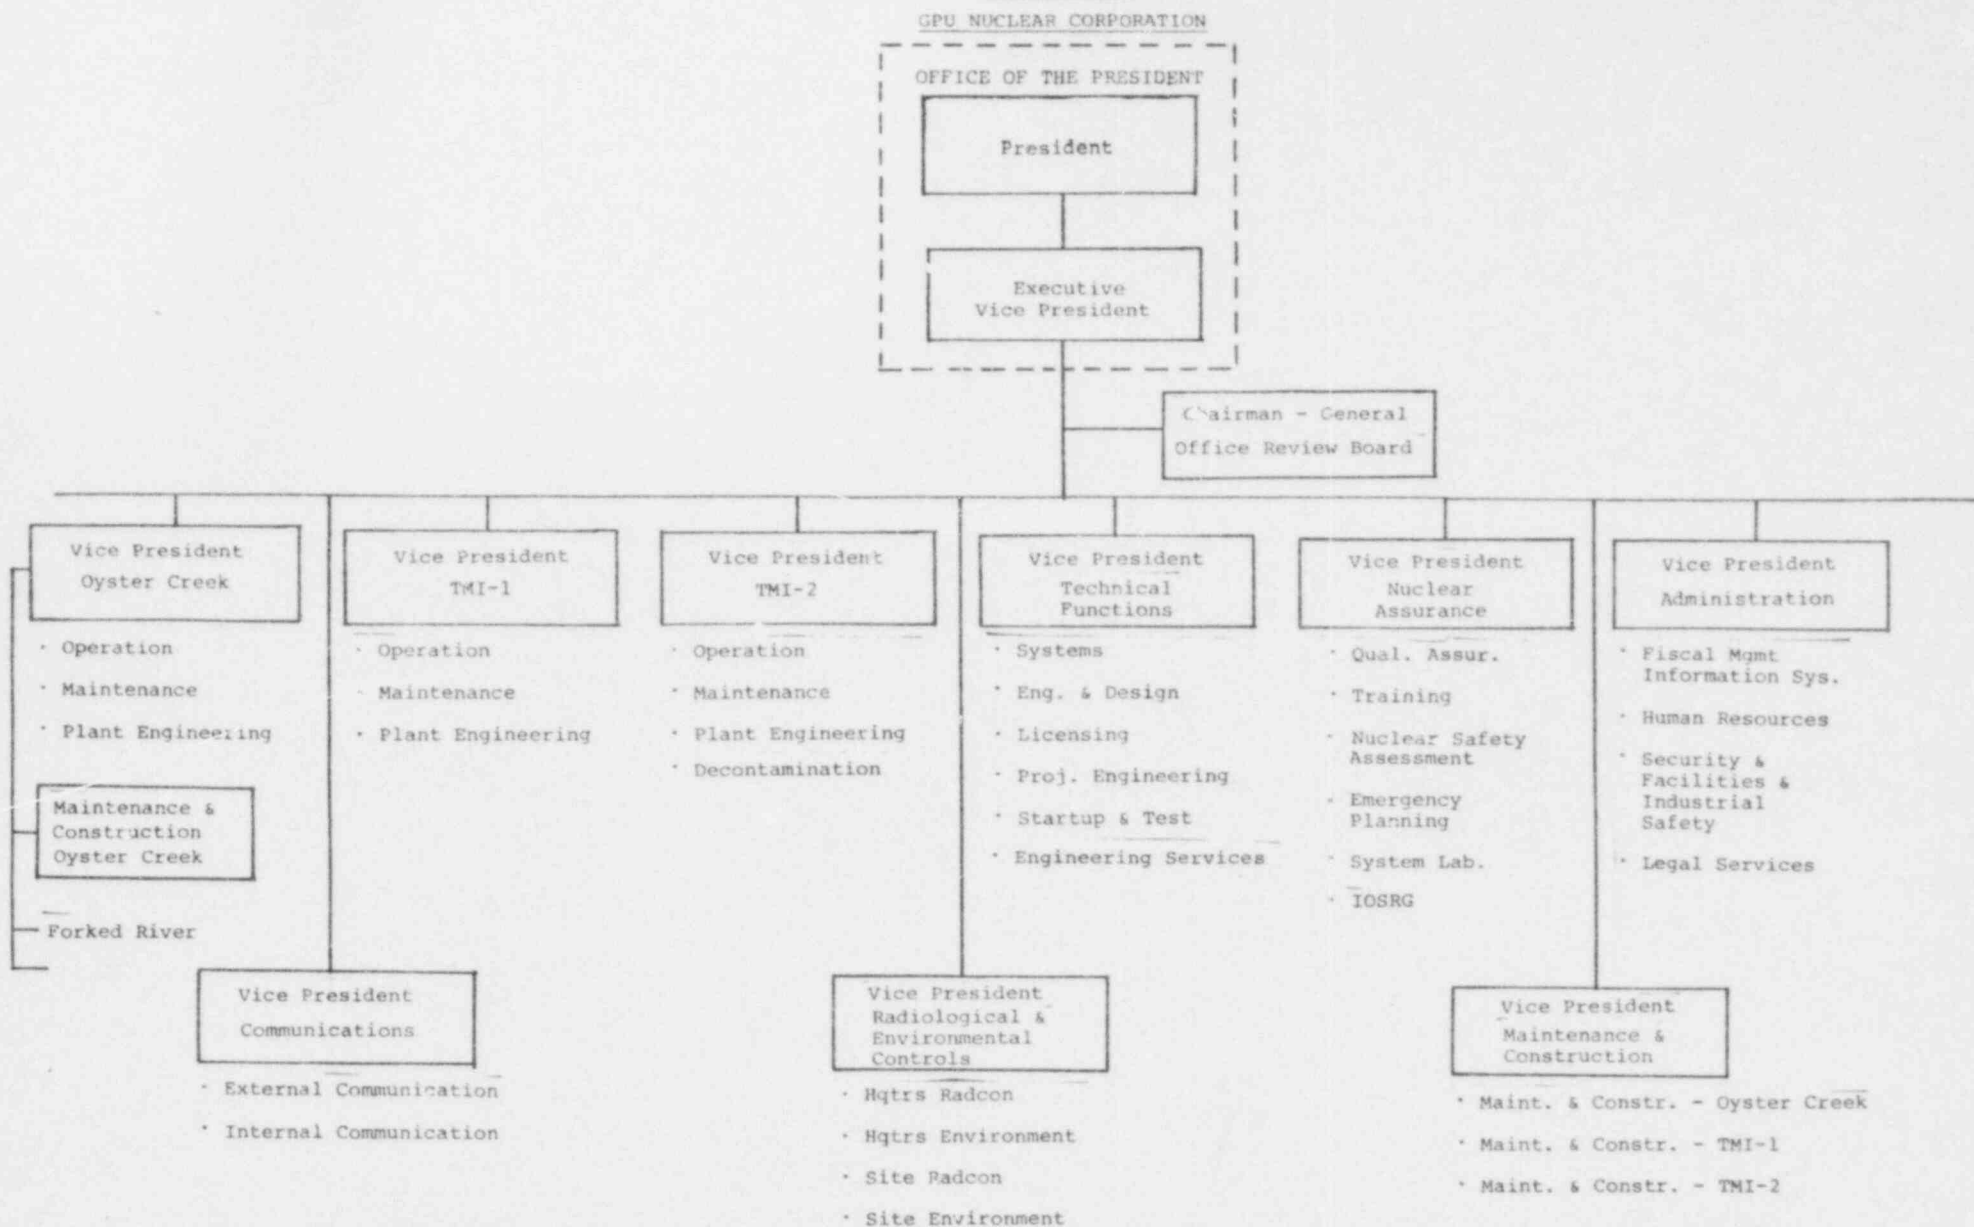 GPU NUCLEAR CORPORATION
OFFICE OF THE PRESIDENT
President
Executive
Vice President
Chairman - General
Office Review Board
Vice President
Oyster Creek
· Operation
· Maintenance
· Plant Engineering
Maintenance &
Construction
Oyster Creek
Forked River
Vice President
TMI-1
· Operation
· Maintenance
· Plant Engineering
Vice President
TMI-2
· Operation
· Maintenance
· Plant Engineering
· Decontamination
Vice President
Technical
Functions
· Systems
· Eng. & Design
· Licensing
· Proj. Engineering
· Startup & Test
· Engineering Services
Vice President
Nuclear
Assurance
· Qual. Assur.
· Training
· Nuclear Safety
Assessment
· Emergency
Planning
· System Lab.
· IOSRG
Vice President
Administration
· Fiscal Mgmt
Information Sys.
· Human Resources
· Security &
Facilities &
Industrial
Safety
· Legal Services
Vice President
Communications
· External Communication
· Internal Communication
Vice President
Radiological &
Environmental
Controls
· Hqtrs Radcon
· Hqtrs Environment
· Site Radcon
· Site Environment
Vice President
Maintenance &
Construction
· Maint. & Constr. - Oyster Creek
· Maint. & Constr. - TMI-1
· Maint. & Constr. - TMI-2